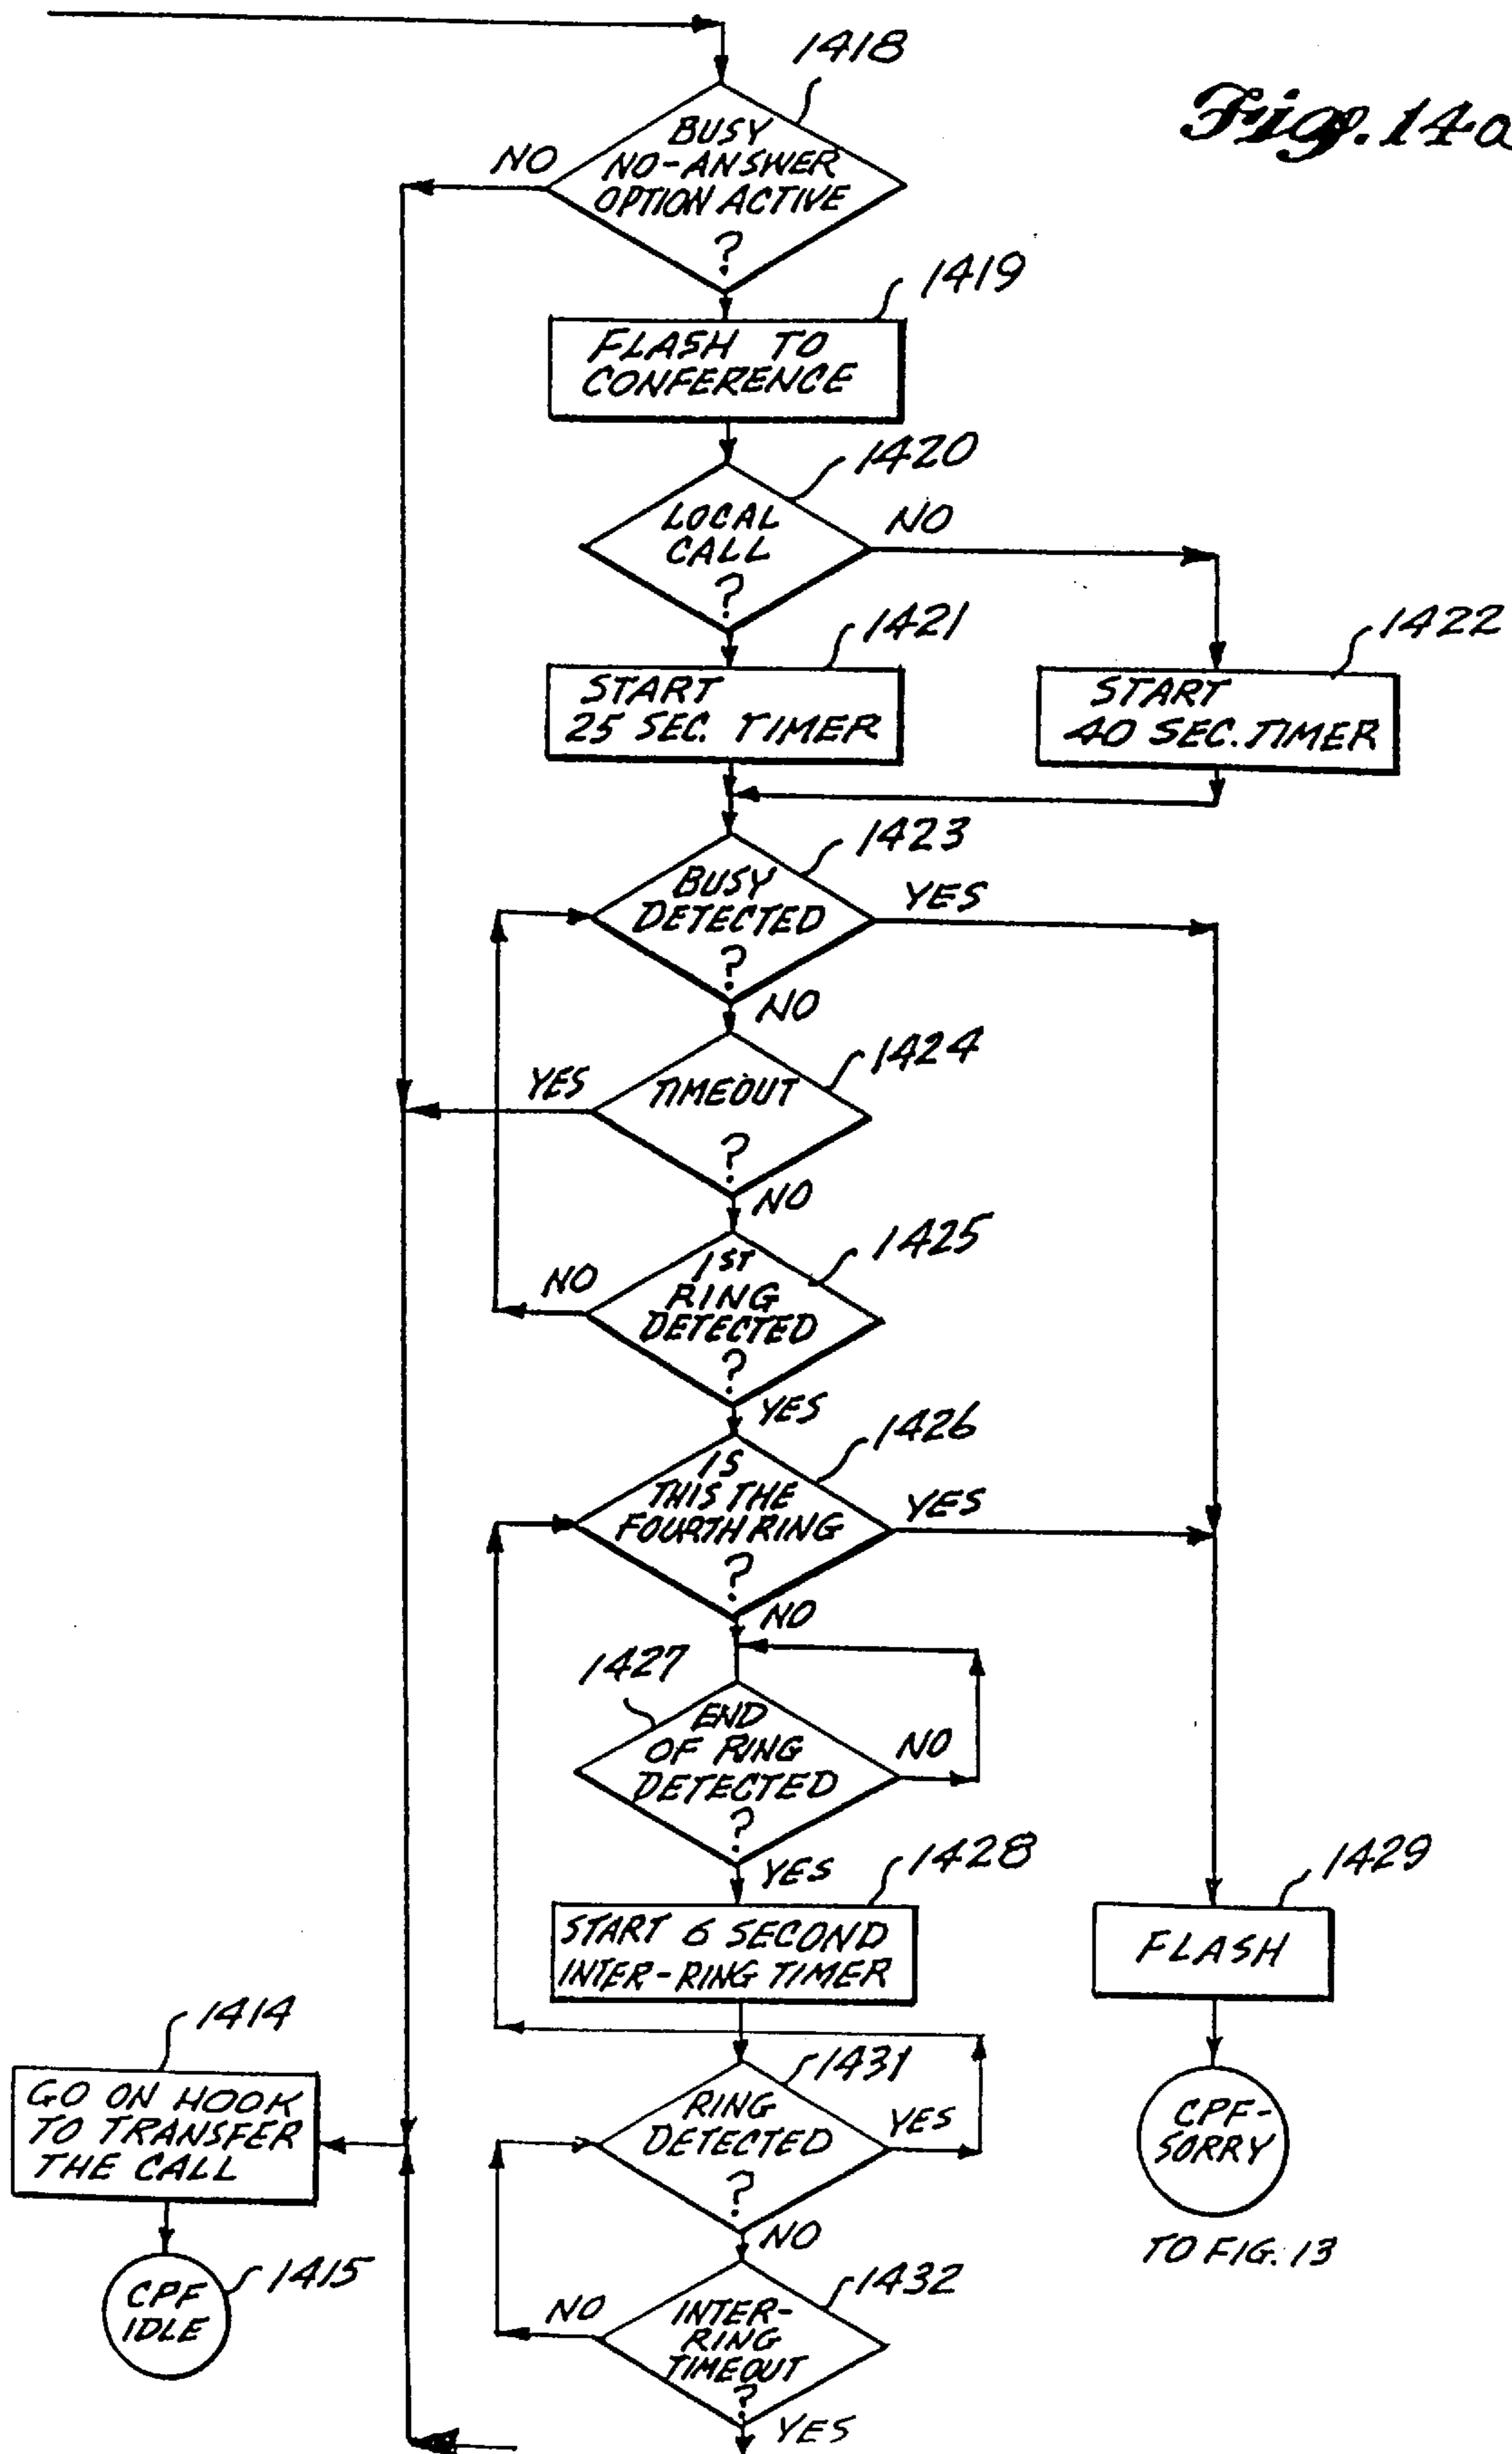 Fig. 14a
1418
BUSY
NO-ANSWER
OPTION ACTIVE
?
NO
1419
FLASH TO
CONFERENCE
1420
LOCAL
CALL
?
NO
1421
START
25 SEC. TIMER
1422
START
40 SEC. TIMER
1423
BUSY
DETECTED
?
YES
NO
1424
TIMEOUT
?
YES
NO
1425
1ST
RING
DETECTED
?
NO
YES
1426
IS
THIS THE
FOURTH RING
?
YES
NO
1427
END
OF RING
DETECTED
?
NO
YES
1428
START 6 SECOND
INTER-RING TIMER
1429
FLASH
1414
GO ON HOOK
TO TRANSFER
THE CALL
1431
RING
DETECTED
?
YES
NO
CPF-
SORRY
TO FIG. 13
1415
CPF
IDLE
1432
INTER-
RING
TIMEOUT
?
NO
YES